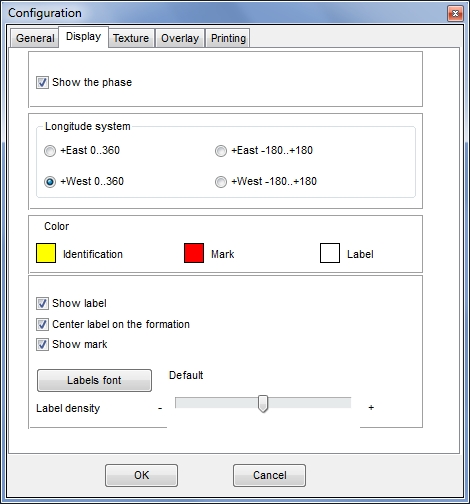 Configuration
General Display Texture Overlay Printing
Show the phase
Longitude system
+East 0..360 +East -180..+180
+West 0..360 +West -180..+180
Color
Identification Mark Label
Show label
Center label on the formation
Show mark
Labels font Default
Label density - +
OK Cancel